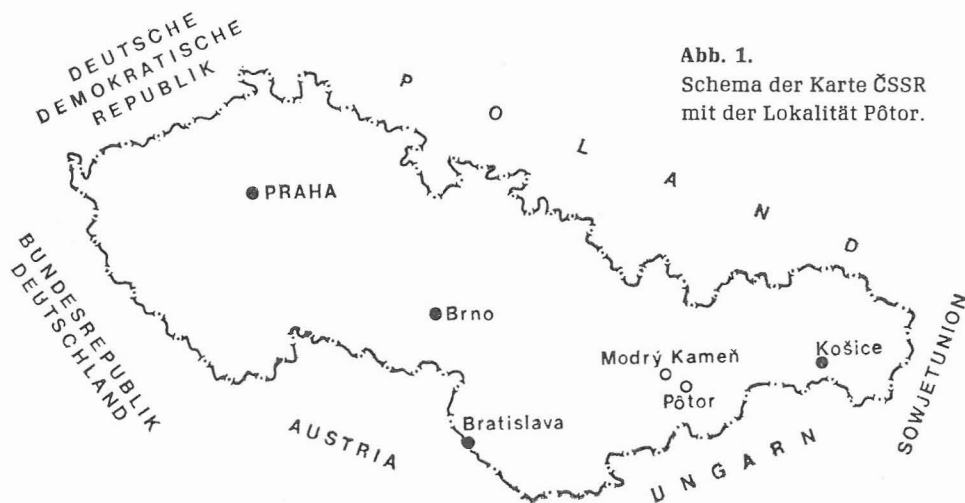 DEUTSCHE
DEMOKRATISCHE
REPUBLIK
POLAND
Abb. 1.
Schema der Karte ČSSR
mit der Lokalität Pôtor.
PRAHA
BUNDESREPUBLIK
DEUTSCHLAND
Brno
Modrý Kameň
Košice
Pôtor
SOWJETUNION
Bratislava
AUSTRIA
UNGARN